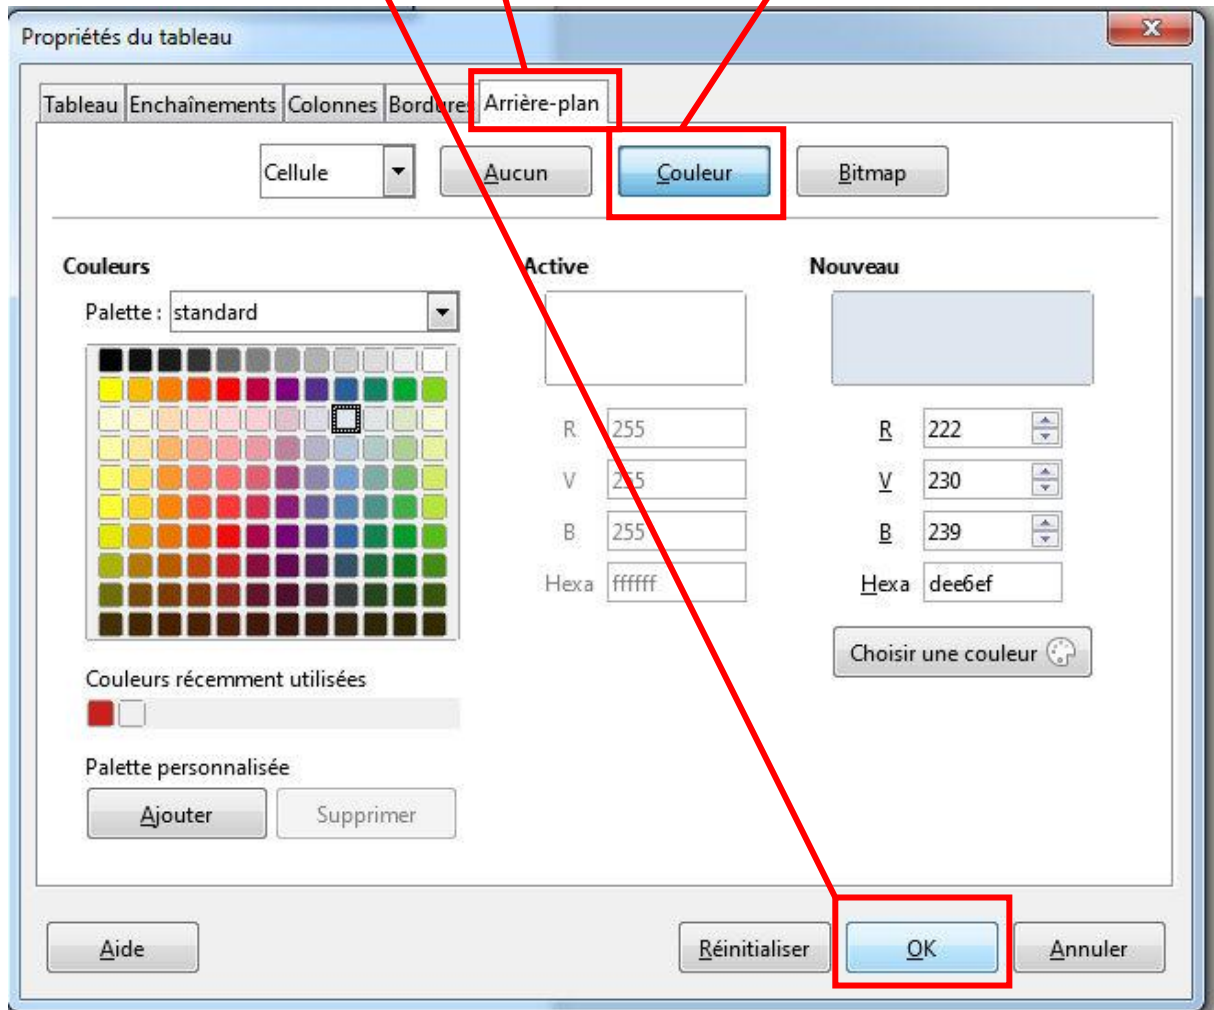 Propriétés du tableau
x
Tableau Enchaînements Colonnes Bordures Arrière-plan
Cellule Aucun Couleur Bitmap
Couleurs Active Nouveau
Palette : standard
R 255 R 222
V 255 V 230
B 255 B 239
Hexa ffffff Hexa dee6ef
Choisir une couleur
Couleurs récemment utilisées
Palette personnalisée
Ajouter Supprimer
Aide Réinitialiser OK Annuler